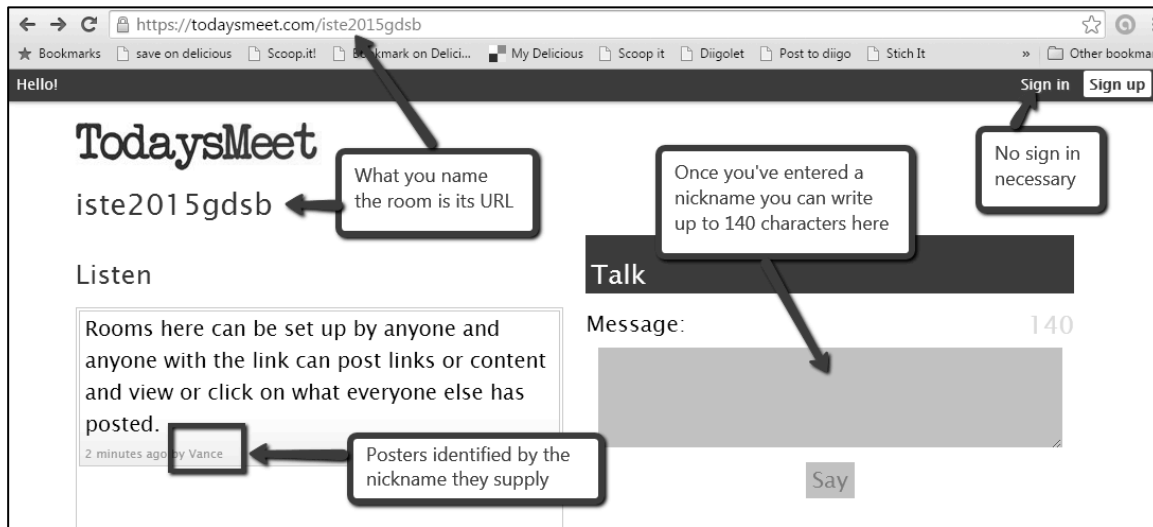 https://todaysmeet.com/iste2015gdsb
Bookmarks save on delicious Scoop.it! Bookmark on Delici... My Delicious Scoop it Diigolet Post to diigo Stich It » Other bookmar
Hello! Sign in Sign up
TodaysMeet
iste2015gdsb
What you name
the room is its URL
Once you've entered a
nickname you can write
up to 140 characters here
No sign in
necessary
Listen
Talk
Rooms here can be set up by anyone and
anyone with the link can post links or content
and view or click on what everyone else has
posted.
2 minutes ago by Vance
Message: 140
Posters identified by the
nickname they supply
Say